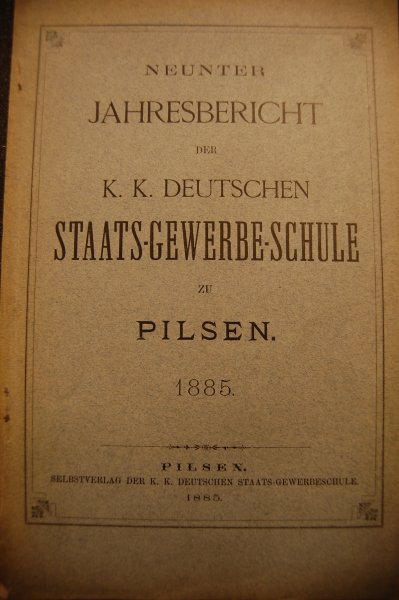 NEUNTER
JAHRESBERICHT
DER
K. K. DEUTSCHEN
STAATS-GEWERBE-SCHULE
ZU
PILSEN.
1885.
PILSEN.
SELBSTVERLAG DER K. K. DEUTSCHEN STAATS-GEWERBESCHULE.
1885.